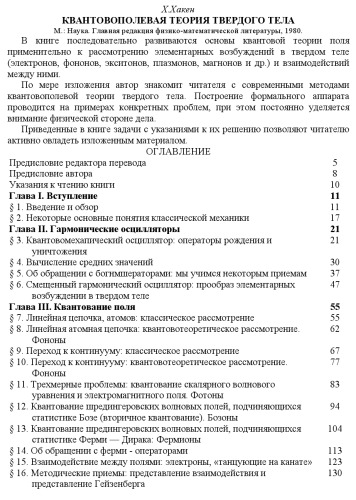 Х.Хакен
КВАНТОВОПОЛЕВАЯ ТЕОРИЯ ТВЕРДОГО ТЕЛА
М.: Наука. Главная редакция физико-математической литературы, 1980.
В книге последовательно развиваются основы квантовой теории поля
применительно к рассмотрению элементарных возбуждений в твердом теле
(электронов, фононов, экситонов, плазмонов, магнонов и др.) и взаимодействий
между ними.
По мере изложения автор знакомит читателя с современными методами
квантовополевой теории твердого тела. Построение формального аппарата
проводится на примерах конкретных проблем, при этом постоянно уделяется
внимание физической стороне дела.
Приведенные в книге задачи с указаниями к их решению позволяют читателю
активно овладеть изложенным материалом.
ОГЛАВЛЕНИЕ
Предисловие редактора перевода 5
Предисловие автора 8
Указания к чтению книги 10
Глава I. Вступление 11
§ 1. Введение и обзор 11
§ 2. Некоторые основные понятия классической механики 17
Глава II. Гармонические осцилляторы 21
§ 3. Квантовомеханический осциллятор: операторы рождения и 21
уничтожения
§ 4. Вычисление средних значений 30
§ 5. Об обращении с богмшператорами: мы учимся некоторым приемам 37
§ 6. Смещенный гармонический осциллятор: прообраз элементарных 45
возбуждении в твердом теле
Глава III. Квантование поля 55
§ 7. Линейная цепочка, атомов: классическое рассмотрение 55
§ 8. Линейная атомная цепочка: квантовотеоретическое рассмотрение. 62
Фононы
§ 9. Переход к континууму: классическое рассмотрение 67
§ 10. Переход к континууму: квантовотеоретическое рассмотрение. 77
Фононы
§ 11. Трехмерные проблемы: квантование скалярного волнового 83
уравнения и электромагнитного поля. Фотоны
§ 12. Квантование шредингеровских волновых полей, подчиняющихся 94
статистике Бозе (вторичное квантование). Бозоны
§ 13. Квантование шредингеровских волновых полей, подчиняющихся 104
статистике Ферми — Дирака: Фермионы
§ 14. Об обращении с ферми - операторами 113
§ 15. Взаимодействие между полями: электроны, «танцующие на канате» 123
§ 16. Методические приемы: представление взаимодействия и 130
представление Гейзенберга